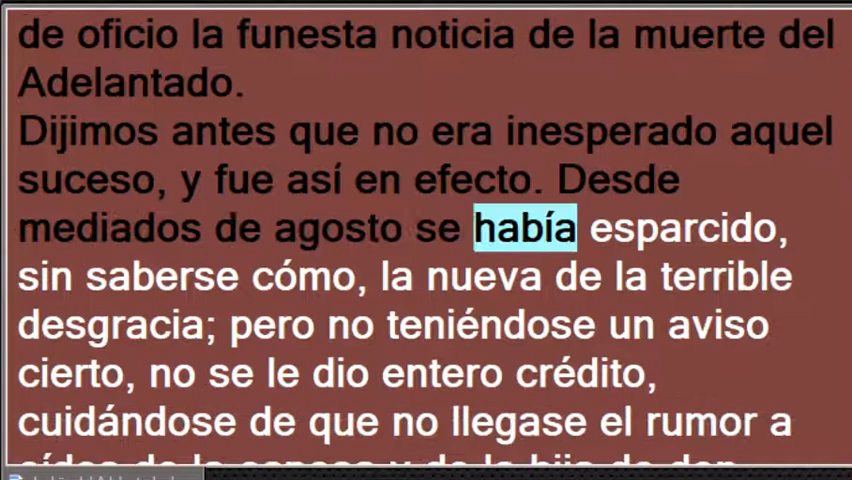 de oficio la funesta noticia de la muerte del
Adelantado.
Dijimos antes que no era inesperado aquel
suceso, y fue así en efecto. Desde
mediados de agosto se había esparcido,
sin saberse cómo, la nueva de la terrible
desgracia; pero no teniéndose un aviso
cierto, no se le dio entero crédito,
cuidándose de que no llegase el rumor a